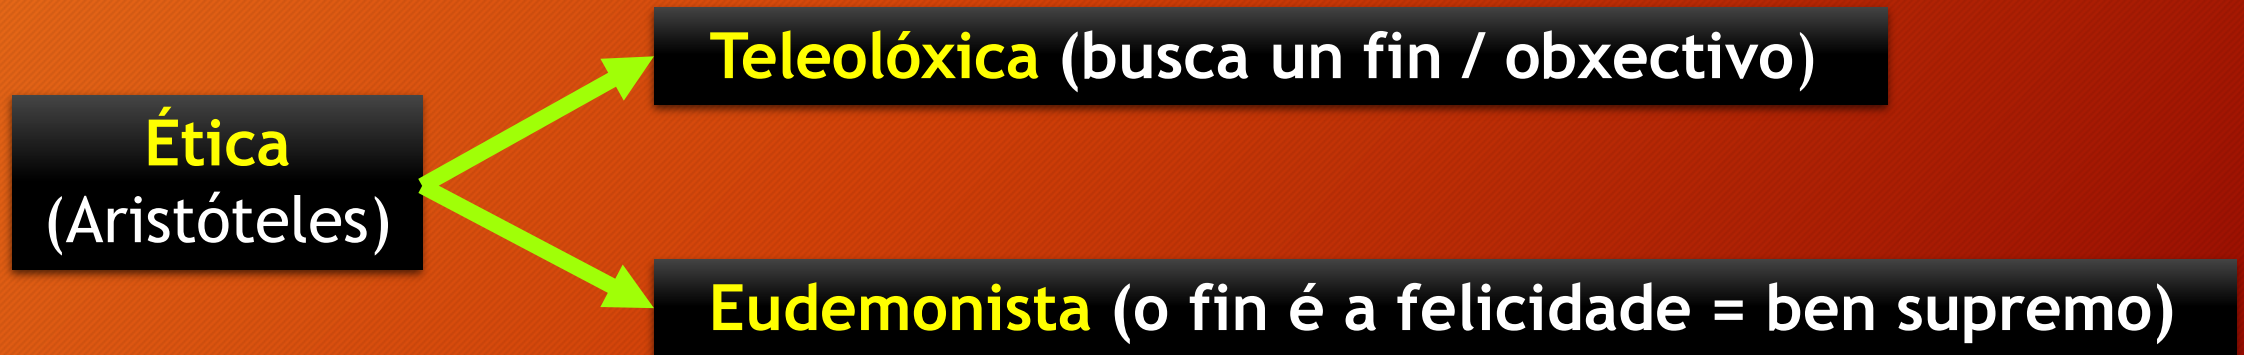 Teleolóxica (busca un fin / obxectivo)
Ética
(Aristóteles)
Eudemonista (o fin é a felicidade = ben supremo)